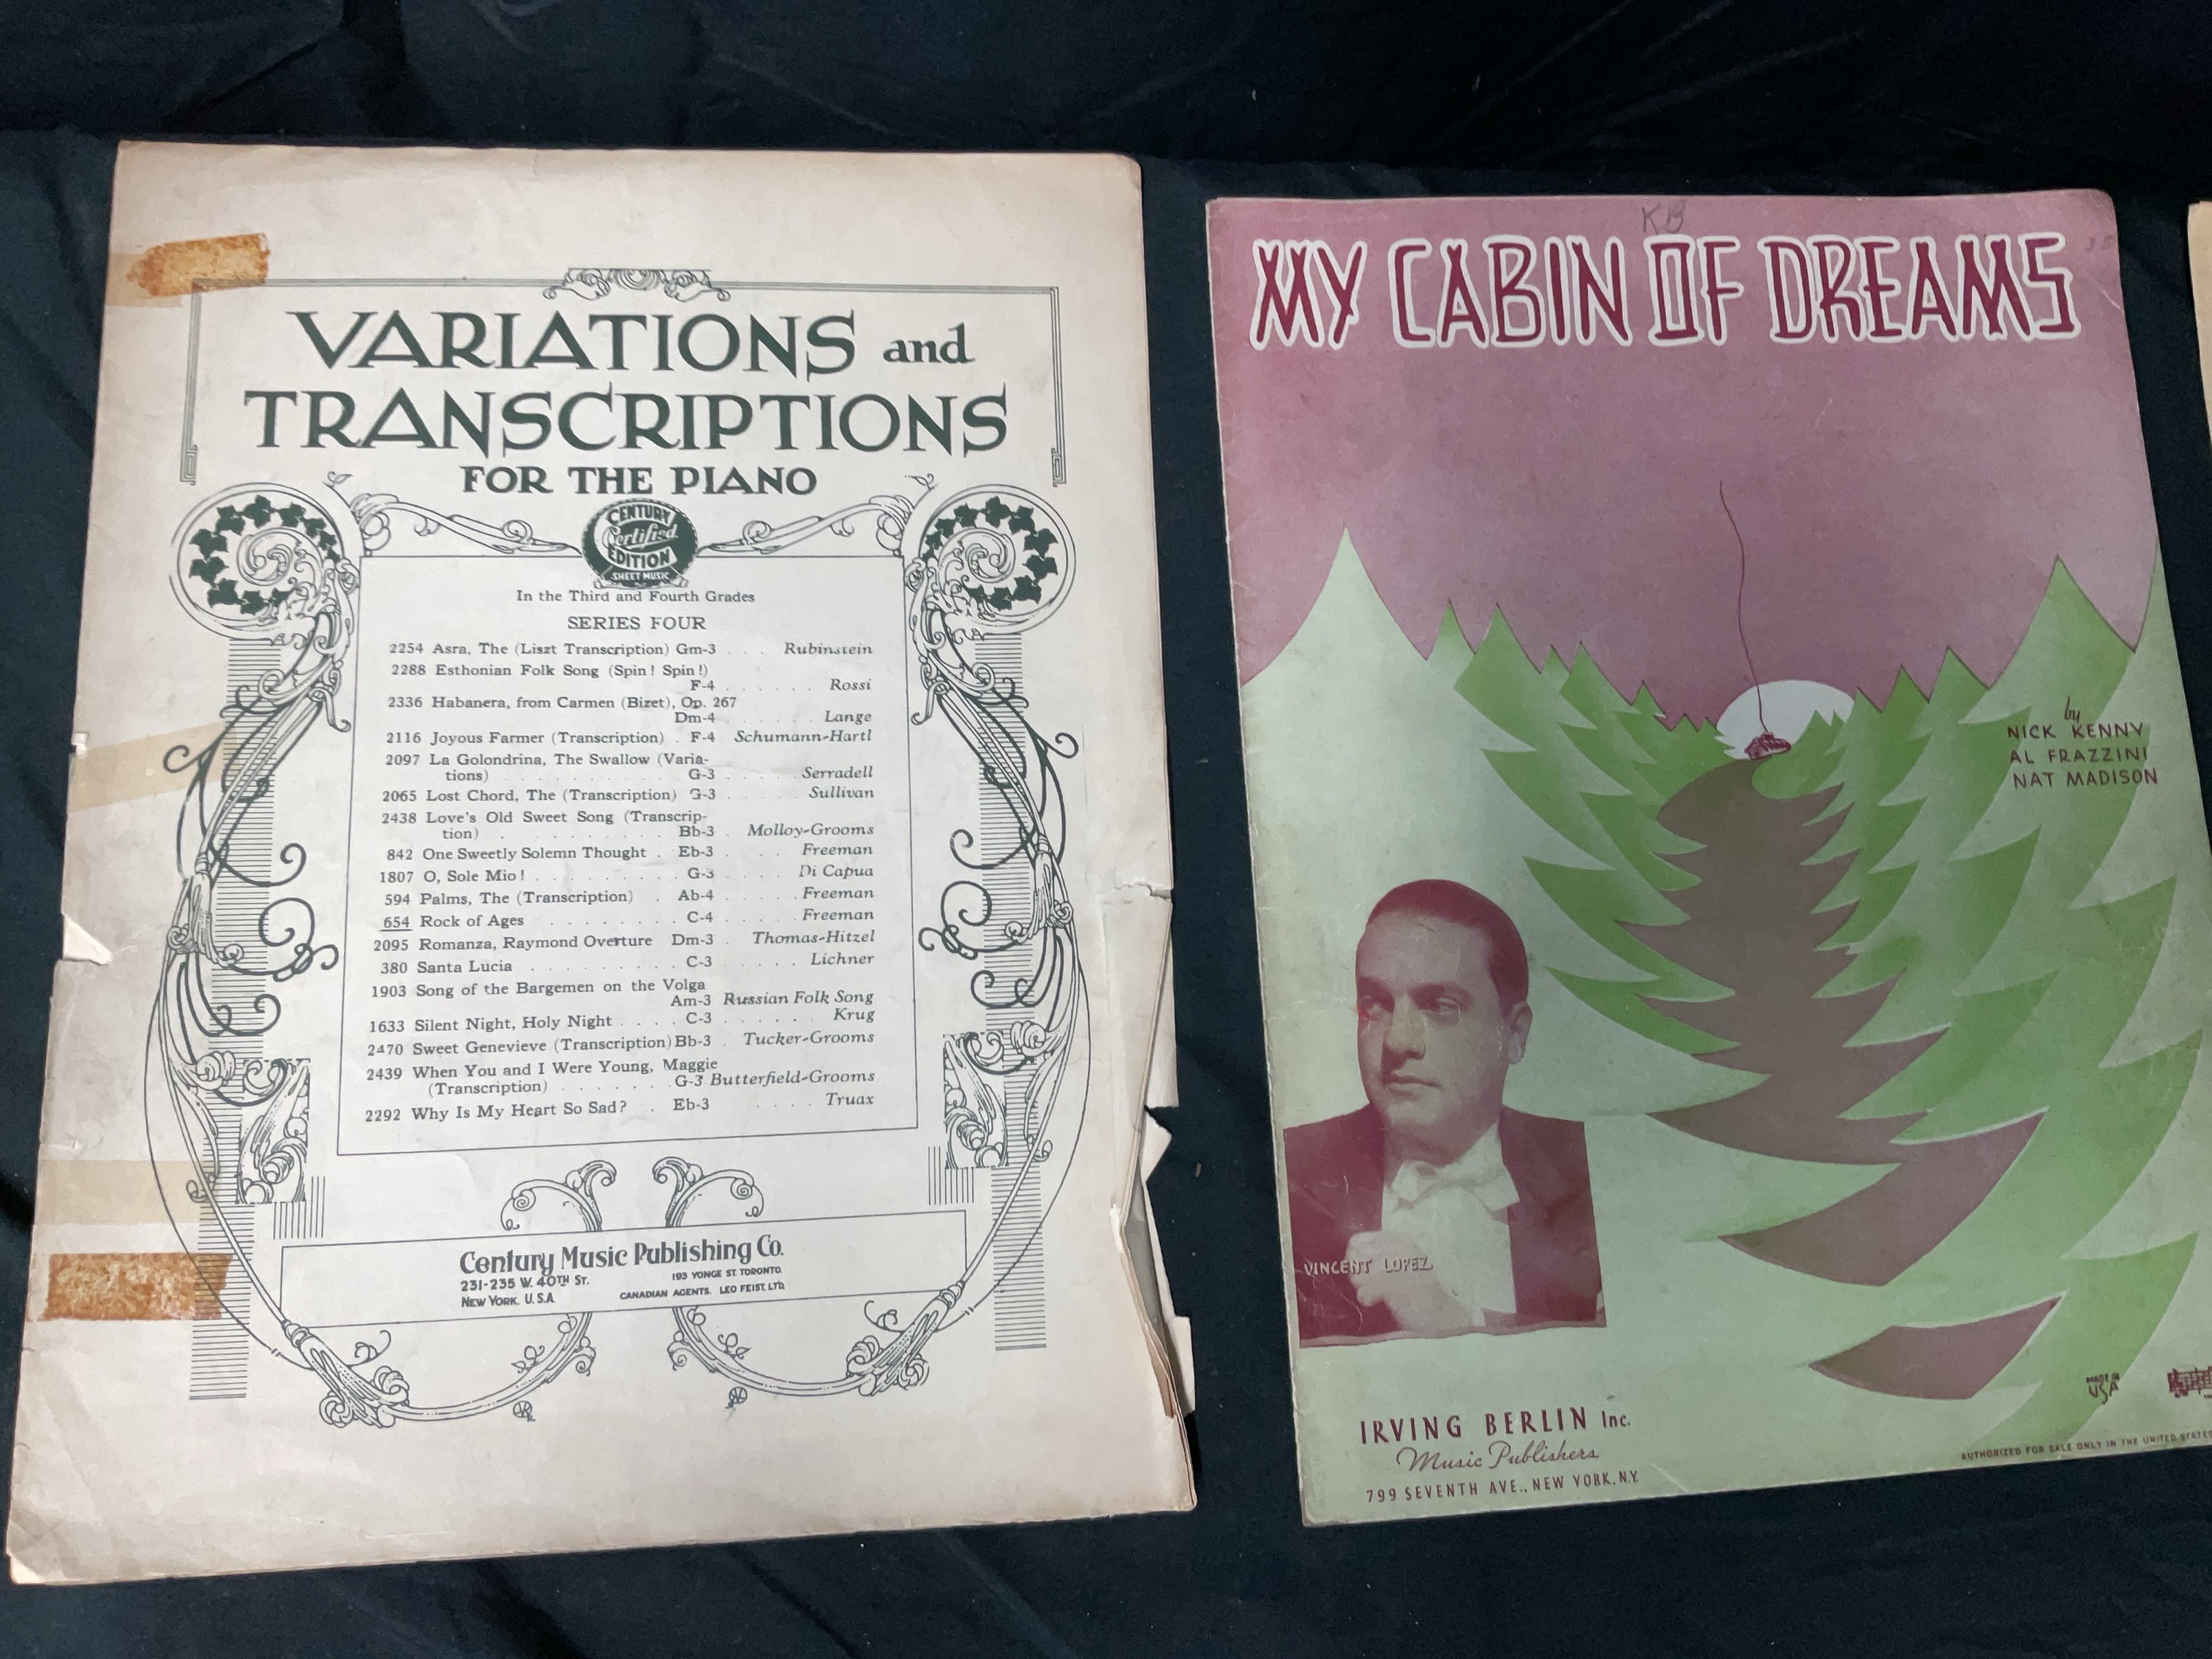 VARIATIONS and
TRANSCRIPTIONS
FOR THE PIANO
CENTURY
Certified
EDITION
SHEET MUSIC
In the Third and Fourth Grades
SERIES FOUR
2254 Asra, The (Liszt Transcription) Gm-3 . . . Rubinstein
2288 Esthonian Folk Song (Spin! Spin!)
F-4 . . . . . . Rossi
2336 Habanera, from Carmen (Bizet), Op. 267
Dm-4 . . . . . . Lange
2116 Joyous Farmer (Transcription) . F-4 Schumann-Hartl
2097 La Golondrina, The Swallow (Varia-
tions) . . . . . . . . . G-3 . . . . Serradell
2065 Lost Chord, The (Transcription) G-3 . . . . . Sullivan
2438 Love's Old Sweet Song (Transcrip-
tion) . . . . . . . . . Bb-3 . Molloy-Grooms
842 One Sweetly Solemn Thought . Eb-3 . . . Freeman
1807 O, Sole Mio! . . . . . . . . . G-3 . . . . Di Capua
594 Palms, The (Transcription) . Ab-4 . . . . . Freeman
654 Rock of Ages . . . . . . . C-4 . . . . . Freeman
2095 Romanza, Raymond Overture Dm-3 . Thomas-Hitzel
380 Santa Lucia . . . . . . . . . C-3 . . . . . Lichner
1903 Song of the Bargemen on the Volga
Am-3 Russian Folk Song
1633 Silent Night, Holy Night . . . . C-3 . . . . . . Krug
2470 Sweet Genevieve (Transcription) Bb-3 . Tucker-Grooms
2439 When You and I Were Young, Maggie
(Transcription) . . . . . . . G-3 Butterfield-Grooms
2292 Why Is My Heart So Sad? . Eb-3 . . . . Truax
Century Music Publishing Co.
231-235 W. 40TH St. 193 YONGE ST. TORONTO.
NEW YORK. U.S.A. CANADIAN AGENTS. LEO FEIST. LTD.
KB
MY CABIN OF DREAMS
by
NICK KENNY
AL FRAZZINI
NAT MADISON
VINCENT LOPEZ
MADE IN
USA
IRVING BERLIN Inc.
Music Publishers
799 SEVENTH AVE., NEW YORK, N.Y.
AUTHORIZED FOR SALE ONLY IN THE UNITED STATES